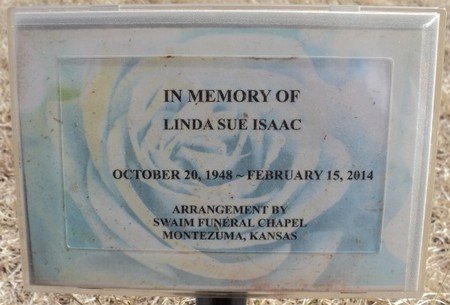 IN MEMORY OF
LINDA SUE ISAAC
OCTOBER 20, 1948 ~ FEBRUARY 15, 2014
ARRANGEMENT BY
SWAIM FUNERAL CHAPEL
MONTEZUMA, KANSAS